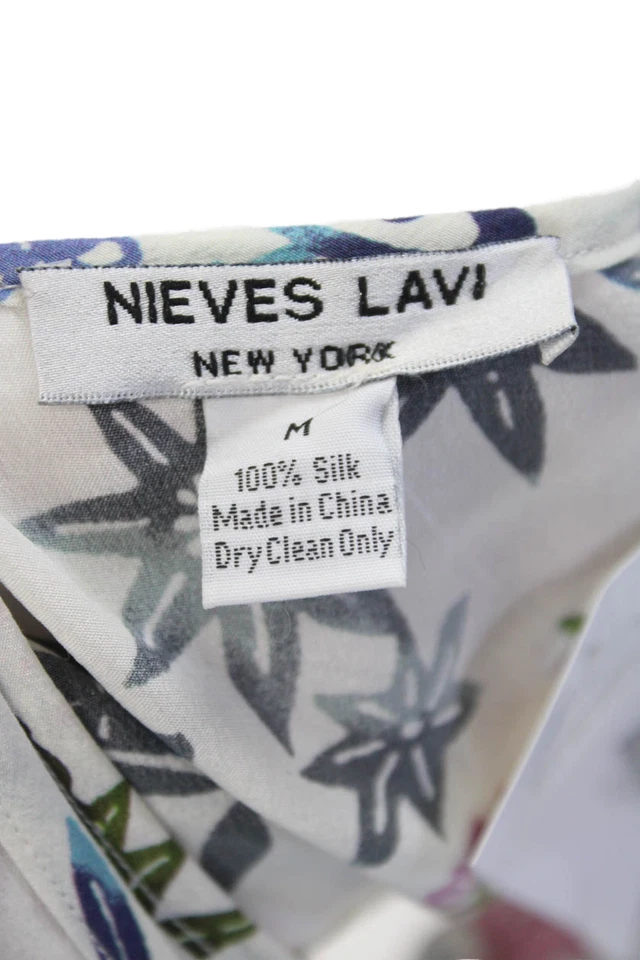 NIEVES LAVI
NEW YORK
M
100% Silk
Made in China
Dry Clean Only